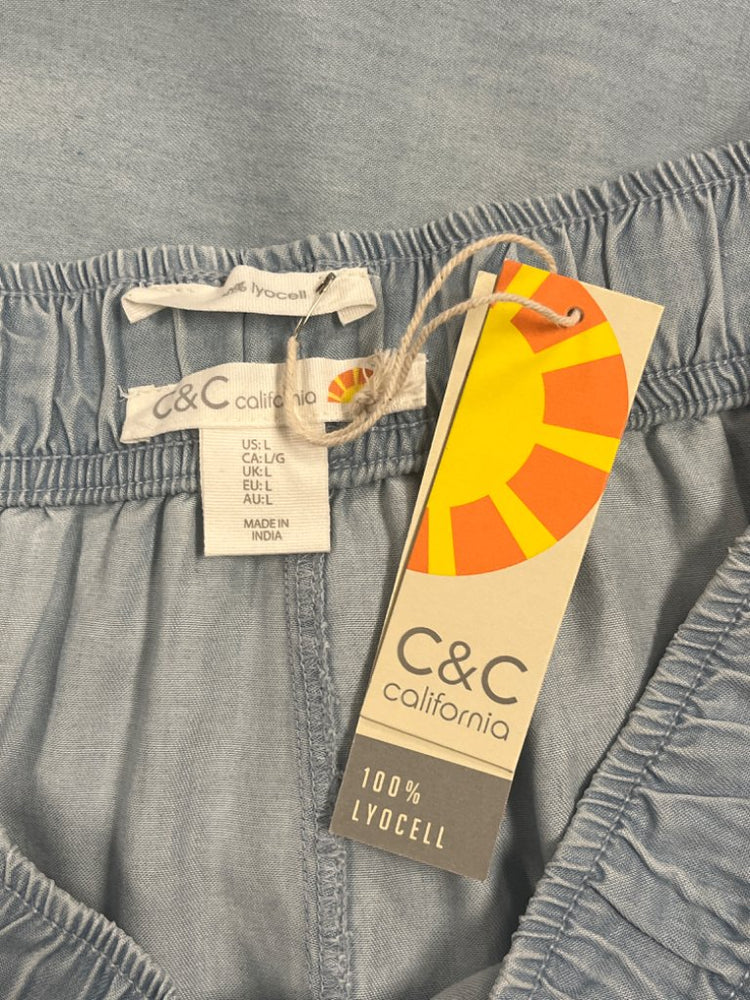 lyocell
C&C california
US: L
CA: L/G
UK: L
EU: L
AU: L
MADE IN
INDIA
C&C
california
100%
LYOCELL